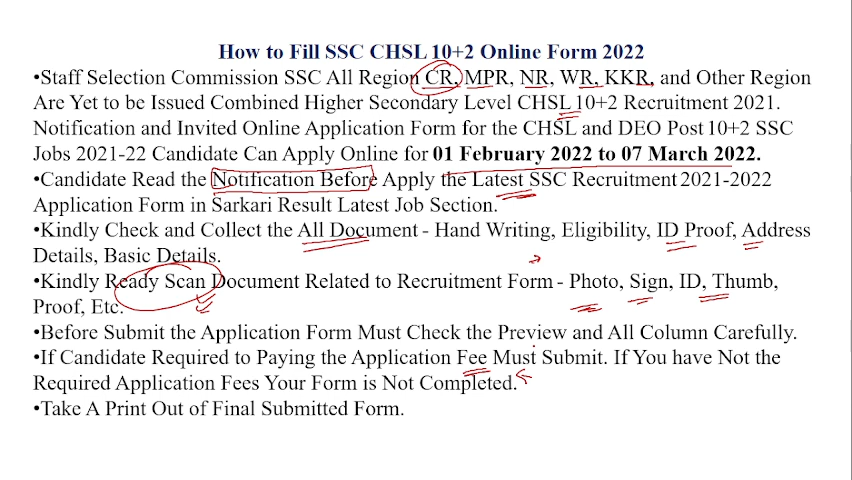 How to Fill SSC CHSL 10+2 Online Form 2022
•Staff Selection Commission SSC All Region CR, MPR, NR, WR, KKR, and Other Region
Are Yet to be Issued Combined Higher Secondary Level CHSL 10+2 Recruitment 2021.
Notification and Invited Online Application Form for the CHSL and DEO Post 10+2 SSC
Jobs 2021-22 Candidate Can Apply Online for 01 February 2022 to 07 March 2022.
•Candidate Read the Notification Before Apply the Latest SSC Recruitment 2021-2022
Application Form in Sarkari Result Latest Job Section.
•Kindly Check and Collect the All Document - Hand Writing, Eligibility, ID Proof, Address
Details, Basic Details.
•Kindly Ready Scan Document Related to Recruitment Form - Photo, Sign, ID, Thumb,
Proof, Etc.
•Before Submit the Application Form Must Check the Preview and All Column Carefully.
•If Candidate Required to Paying the Application Fee Must Submit. If You have Not the
Required Application Fees Your Form is Not Completed.
•Take A Print Out of Final Submitted Form.